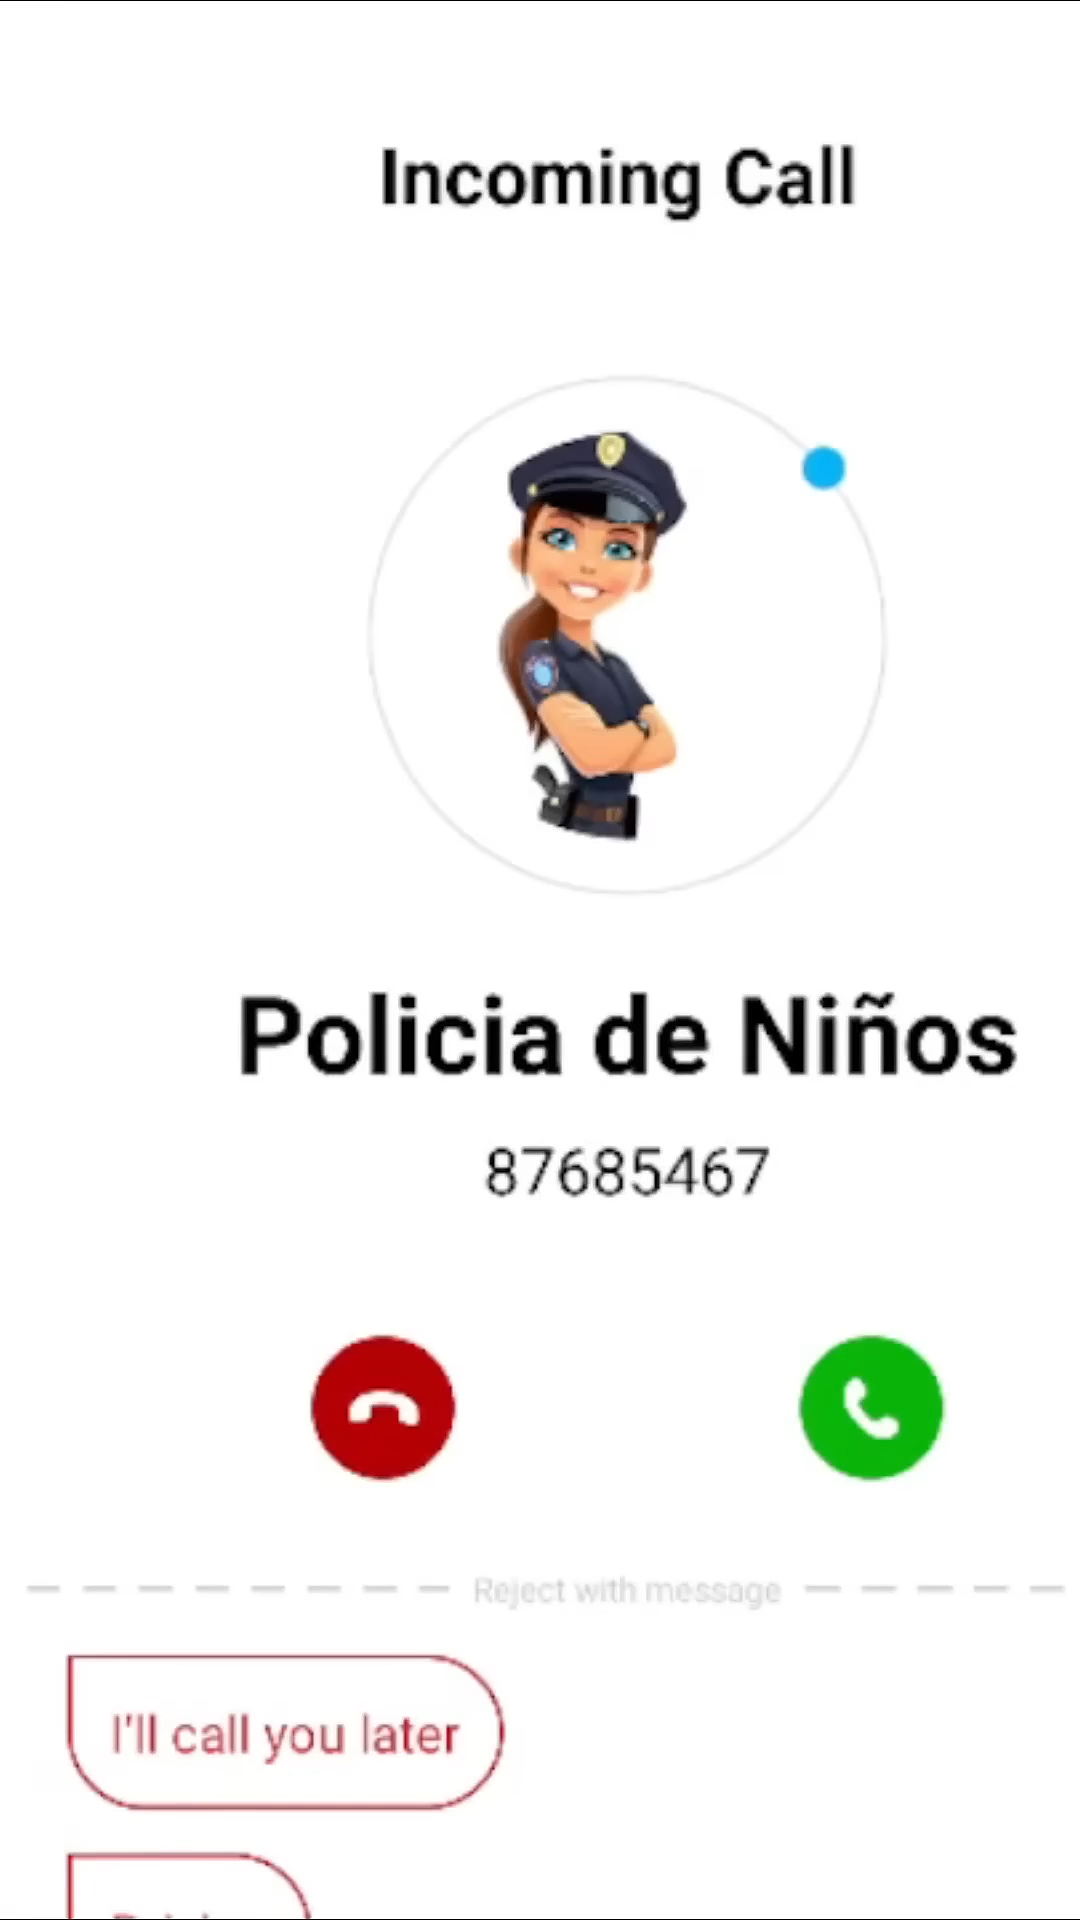 Incoming Call
Policia de Niños
87685467
Reject with message
I'll call you later